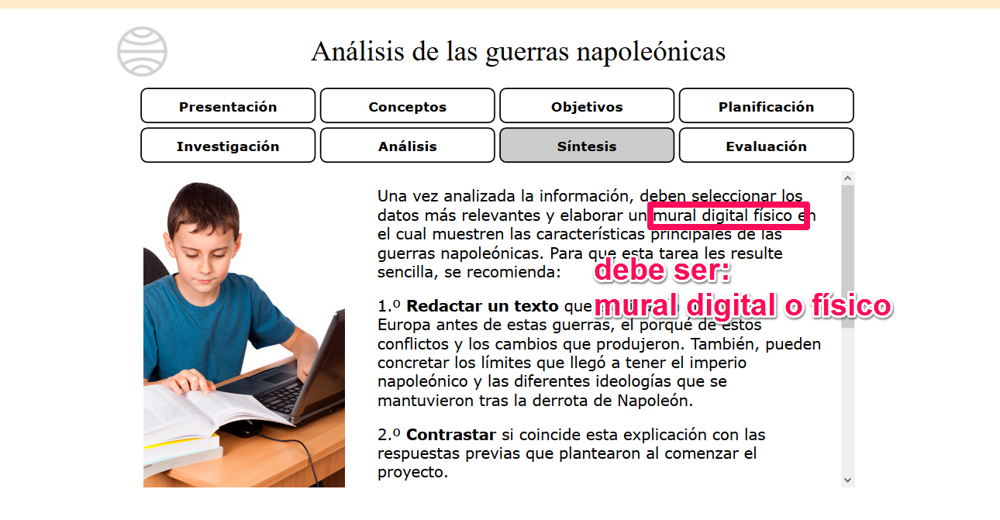 Análisis de las guerras napoleónicas
Presentación
Conceptos
Objetivos
Planificación
Investigación
Análisis
Síntesis
Evaluación
Una vez analizada la información, deben seleccionar los
datos más relevantes y elaborar un mural digital físico en
el cual muestren las características principales de las
guerras napoleónicas. Para que esta tarea les resulte
sencilla, se recomienda:
debe ser:
mural digital o físico
1.º Redactar un texto que
Europa antes de estas guerras, el porqué de estos
conflictos y los cambios que produjeron. También, pueden
concretar los límites que llegó a tener el imperio
napoleónico y las diferentes ideologías que se
mantuvieron tras la derrota de Napoleón.
2.º Contrastar si coincide esta explicación con las
respuestas previas que plantearon al comenzar el
proyecto.